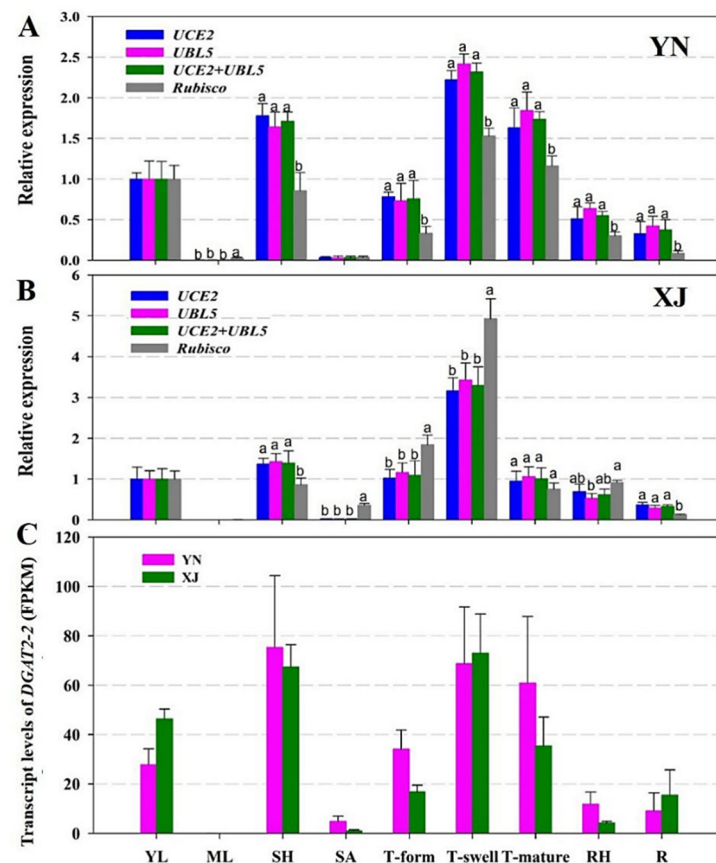 A
YN
UCE2
UBL5
UCE2+UBL5
Rubisco
Relative expression
3.0
2.5
2.0
1.5
1.0
0.5
0.0
b b b a
a a a b
a a a b
a a a b
a a a b
a a a b
a a a b
B
XJ
UCE2
UBL5
UCE2+UBL5
Rubisco
Relative expression
6
5
4
3
2
1
0
a a a b
b b b a
b b b a
b b b a
a a a a
ab b ab a
a a a b
C
YN
XJ
Transcript levels of DGAT2-2 (FPKM)
120
100
80
60
40
20
0
YL ML SH SA T-form T-swell T-mature RH R